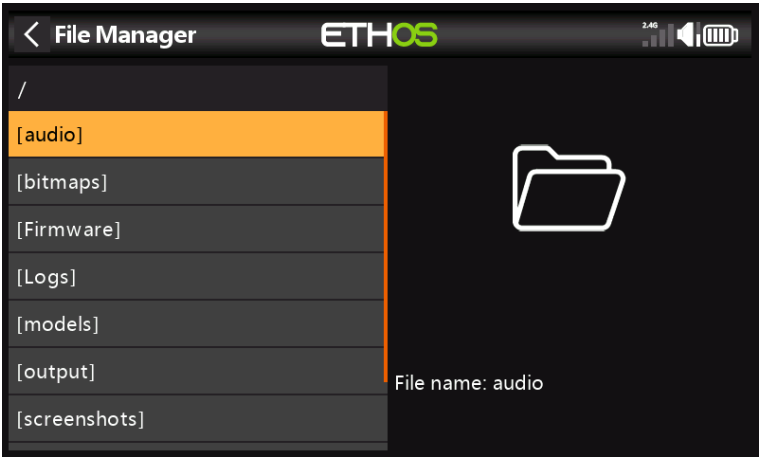 File Manager
ETHOS
2.4G
/
[audio]
[bitmaps]
[Firmware]
[Logs]
[models]
[output]
[screenshots]
File name: audio